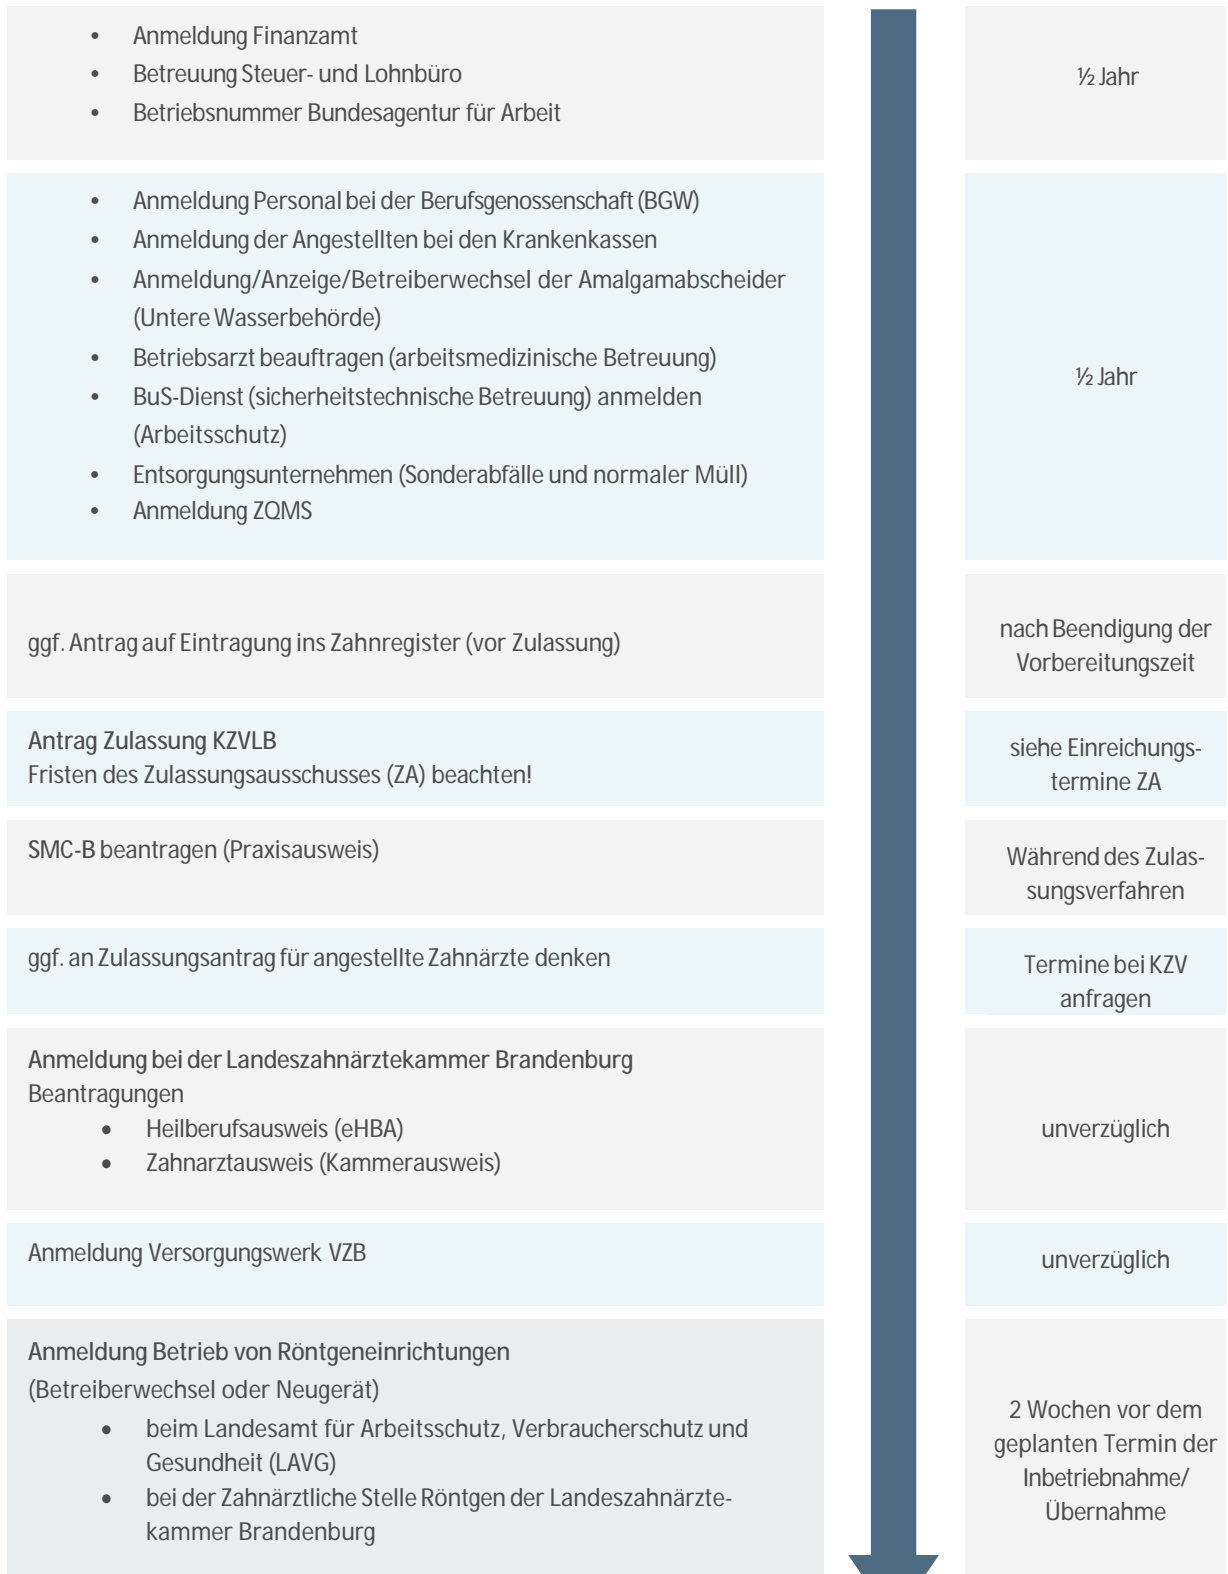 • Anmeldung Finanzamt
• Betreuung Steuer- und Lohnbüro
• Betriebsnummer Bundesagentur für Arbeit
½ Jahr
• Anmeldung Personal bei der Berufsgenossenschaft (BGW)
• Anmeldung der Angestellten bei den Krankenkassen
• Anmeldung/Anzeige/Betreiberwechsel der Amalgamabscheider
(Untere Wasserbehörde)
• Betriebsarzt beauftragen (arbeitsmedizinische Betreuung)
• BuS-Dienst (sicherheitstechnische Betreuung) anmelden
(Arbeitsschutz)
• Entsorgungsunternehmen (Sonderabfälle und normaler Müll)
• Anmeldung ZQMS
½ Jahr
ggf. Antrag auf Eintragung ins Zahnregister (vor Zulassung)
nach Beendigung der
Vorbereitungszeit
Antrag Zulassung KZVLB
Fristen des Zulassungsausschusses (ZA) beachten!
siehe Einreichungs-
termine ZA
SMC-B beantragen (Praxisausweis)
Während des Zulas-
sungsverfahren
ggf. an Zulassungsantrag für angestellte Zahnärzte denken
Termine bei KZV
anfragen
Anmeldung bei der Landeszahnärztekammer Brandenburg
Beantragungen
• Heilberufsausweis (eHBA)
• Zahnarztausweis (Kammerausweis)
unverzüglich
Anmeldung Versorgungswerk VZB
unverzüglich
Anmeldung Betrieb von Röntgeneinrichtungen
(Betreiberwechsel oder Neugerät)
• beim Landesamt für Arbeitsschutz, Verbraucherschutz und
Gesundheit (LAVG)
• bei der Zahnärztliche Stelle Röntgen der Landeszahnärzte-
kammer Brandenburg
2 Wochen vor dem
geplanten Termin der
Inbetriebnahme/
Übernahme